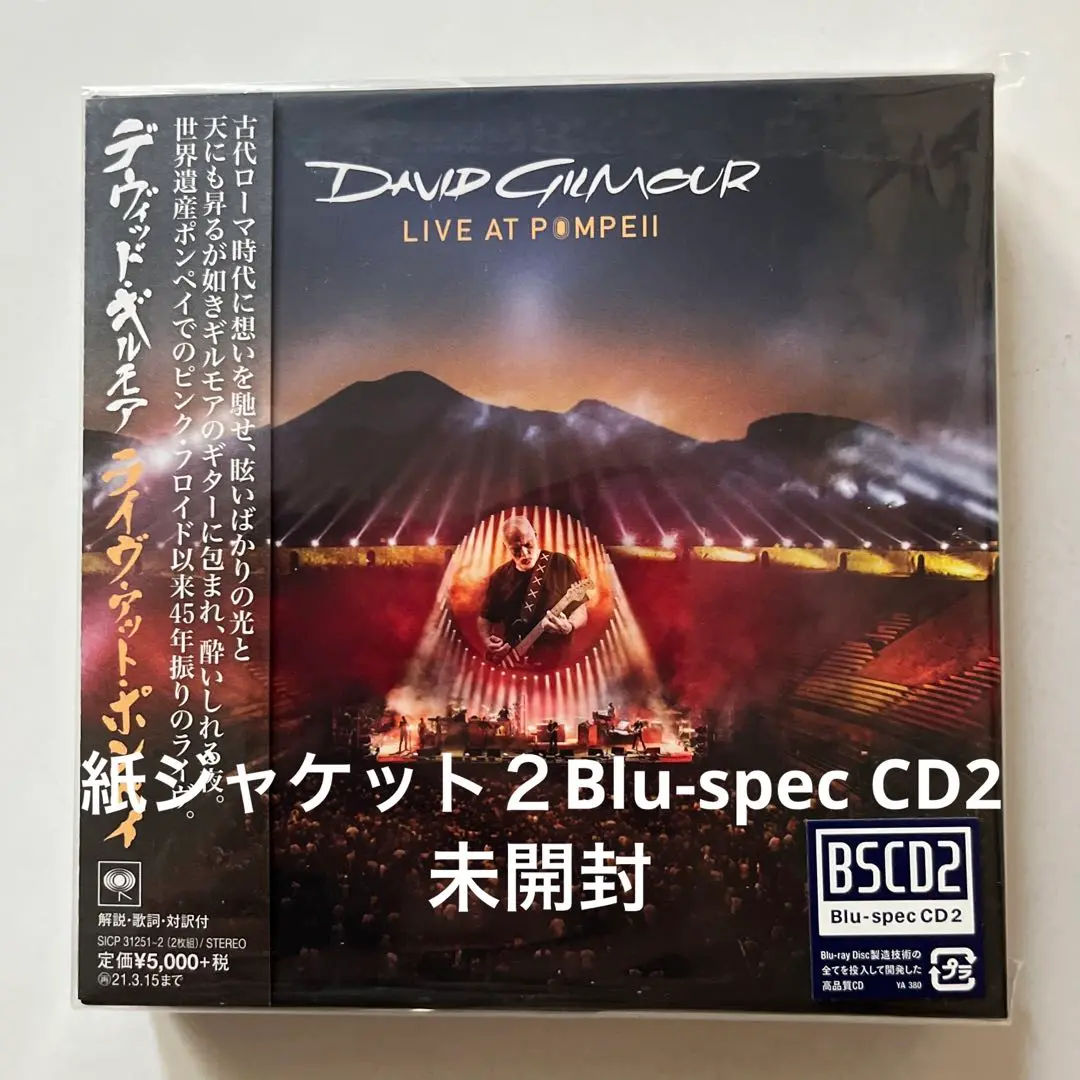 DAVID GILMOUR
LIVE AT POMPEII
古代ローマ時代に想いを馳せ、眩いばかりの光と
天にも昇るが如きギルモアのギターに包まれ、酔いしれる夜。
世界遺産ポンペイでのピンク・フロイド以来45年振りのライヴ。
デヴィッド・ギルモア ライヴ・アット・ポンペイ
紙ジャケット２Blu-spec CD2
未開封
解説・歌詞・対訳付
SICP 31251~2 (2枚組)/ STEREO
定価¥5,000+税
再21.3.15まで
BSCD2
Blu-spec CD 2
Blu-ray Disc製造技術の
全てを投入して開発した
高品質CD YA 380
プラ